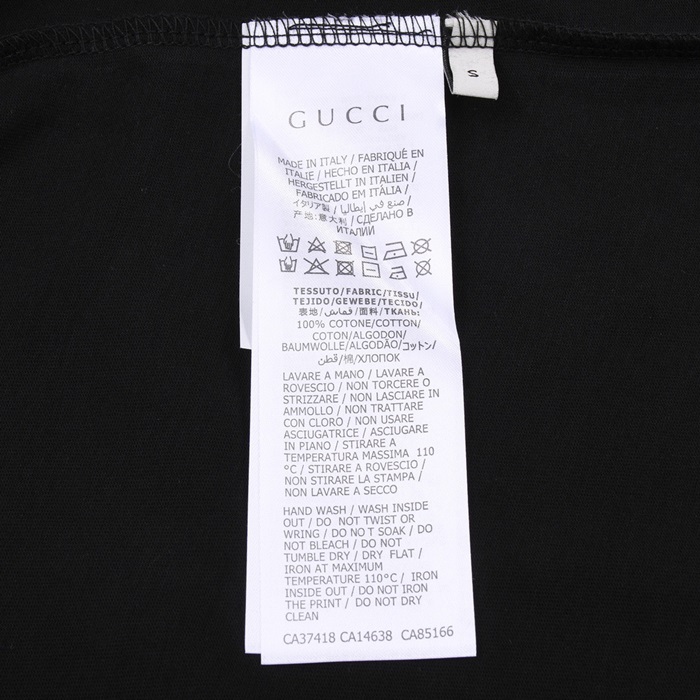 S
GUCCI
MADE IN ITALY / FABRIQUÉ EN
ITALIE / HECHO EN ITALIA /
HERGESTELLT IN ITALIEN /
FABRICADO EM ITÁLIA /
イタリア製 / صنع في إيطاليا /
产地:意大利 / СДЕЛАНО В
ИТАЛИИ
TESSUTO/FABRIC/TISSU/
TEJIDO/GEWEBE/TECIDO/
表地/قماش/面料/ТКАНЬ
100% COTONE/COTTON/
COTON/ALGODON/
BAUMWOLLE/ALGODÃO/コットン/
قطن/棉/ХЛОПОК
LAVARE A MANO / LAVARE A
ROVESCIO / NON TORCERE O
STRIZZARE / NON LASCIARE IN
AMMOLLO / NON TRATTARE
CON CLORO / NON USARE
ASCIUGATRICE / ASCIUGARE
IN PIANO / STIRARE A
TEMPERATURA MASSIMA 110
°C / STIRARE A ROVESCIO /
NON STIRARE LA STAMPA /
NON LAVARE A SECCO
HAND WASH / WASH INSIDE
OUT / DO NOT TWIST OR
WRING / DO NO T SOAK / DO
NOT BLEACH / DO NOT
TUMBLE DRY / DRY FLAT /
IRON AT MAXIMUM
TEMPERATURE 110°C / IRON
INSIDE OUT / DO NOT IRON
THE PRINT / DO NOT DRY
CLEAN
CA37418 CA14638 CA85166